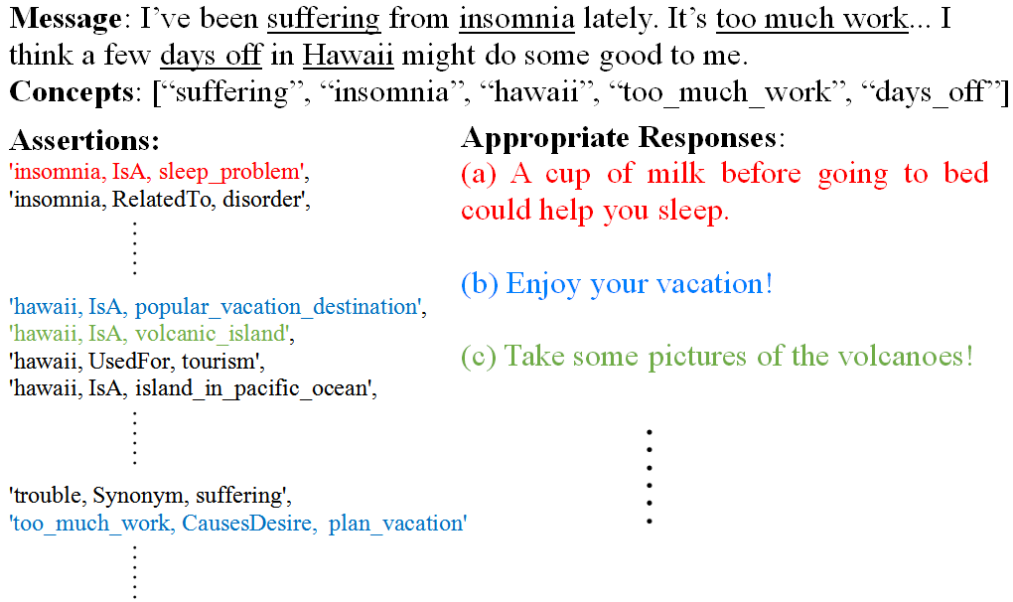 Message: I’ve been suffering from insomnia lately. It’s too much work... I
think a few days off in Hawaii might do some good to me.
Concepts: [“suffering”, “insomnia”, “hawaii”, “too_much_work”, “days_off”]
Assertions:
'insomnia, IsA, sleep_problem',
'insomnia, RelatedTo, disorder',
'hawaii, IsA, popular_vacation_destination',
'hawaii, IsA, volcanic_island',
'hawaii, UsedFor, tourism',
'hawaii, IsA, island_in_pacific_ocean',
'trouble, Synonym, suffering',
'too_much_work, CausesDesire, plan_vacation'
Appropriate Responses:
(a) A cup of milk before going to bed
could help you sleep.
(b) Enjoy your vacation!
(c) Take some pictures of the volcanoes!